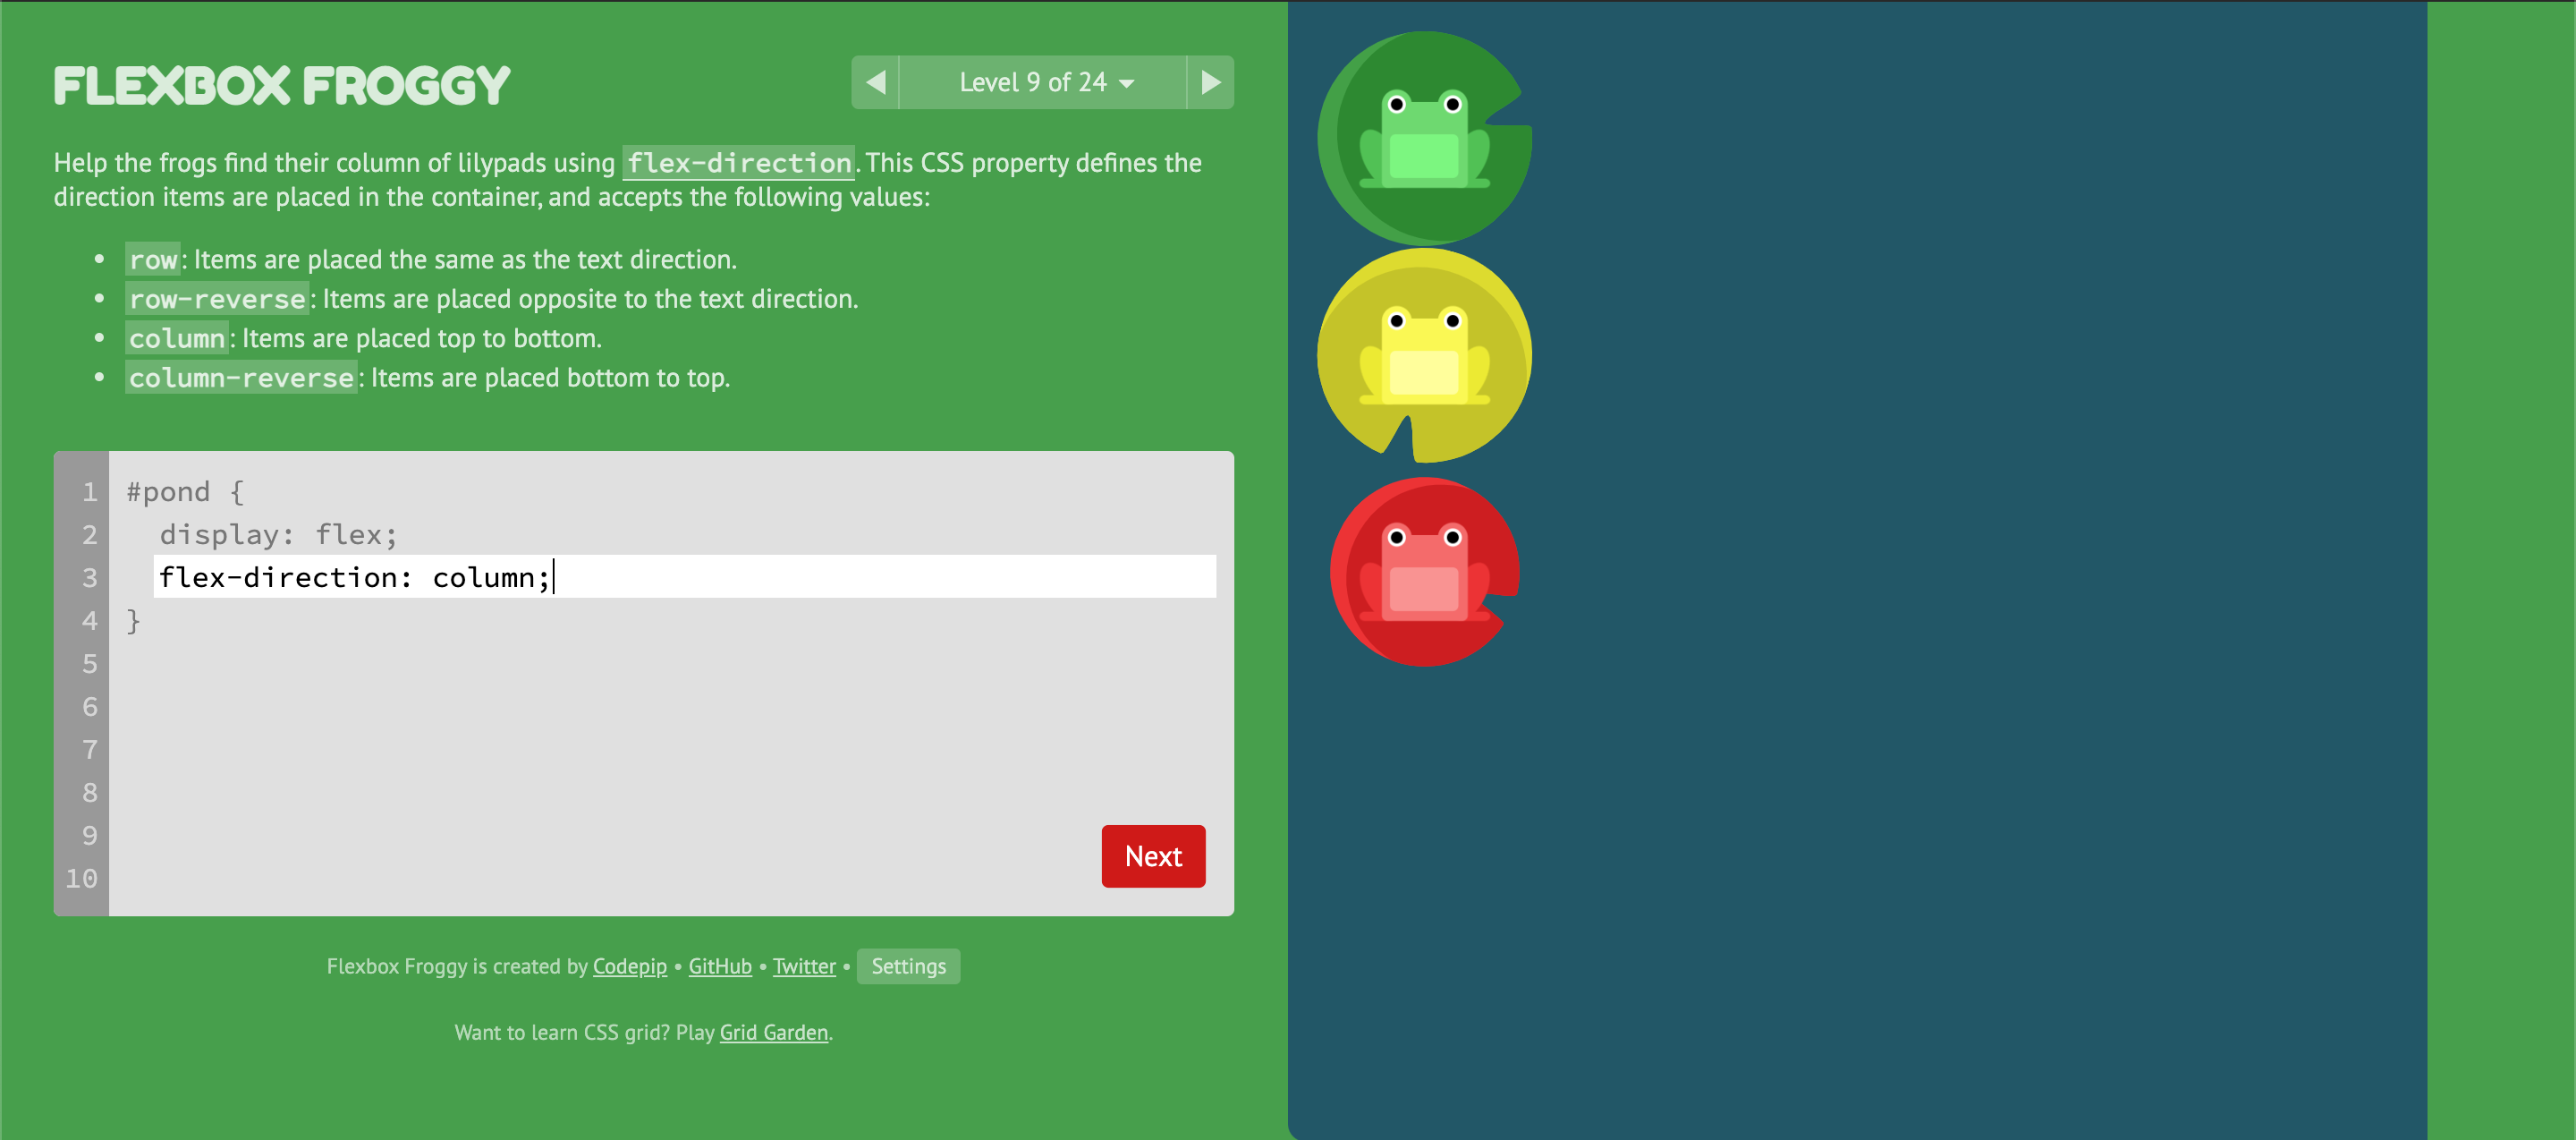 FLEXBOX FROGGY
Level 9 of 24
Help the frogs find their column of lilypads using flex-direction. This CSS property defines the
direction items are placed in the container, and accepts the following values:
• row: Items are placed the same as the text direction.
• row-reverse: Items are placed opposite to the text direction.
• column: Items are placed top to bottom.
• column-reverse: Items are placed bottom to top.
1 #pond {
2 display: flex;
3 flex-direction: column;
4 }
5
6
7
8
9
10
Next
Flexbox Froggy is created by Codepip • GitHub • Twitter • Settings
Want to learn CSS grid? Play Grid Garden.